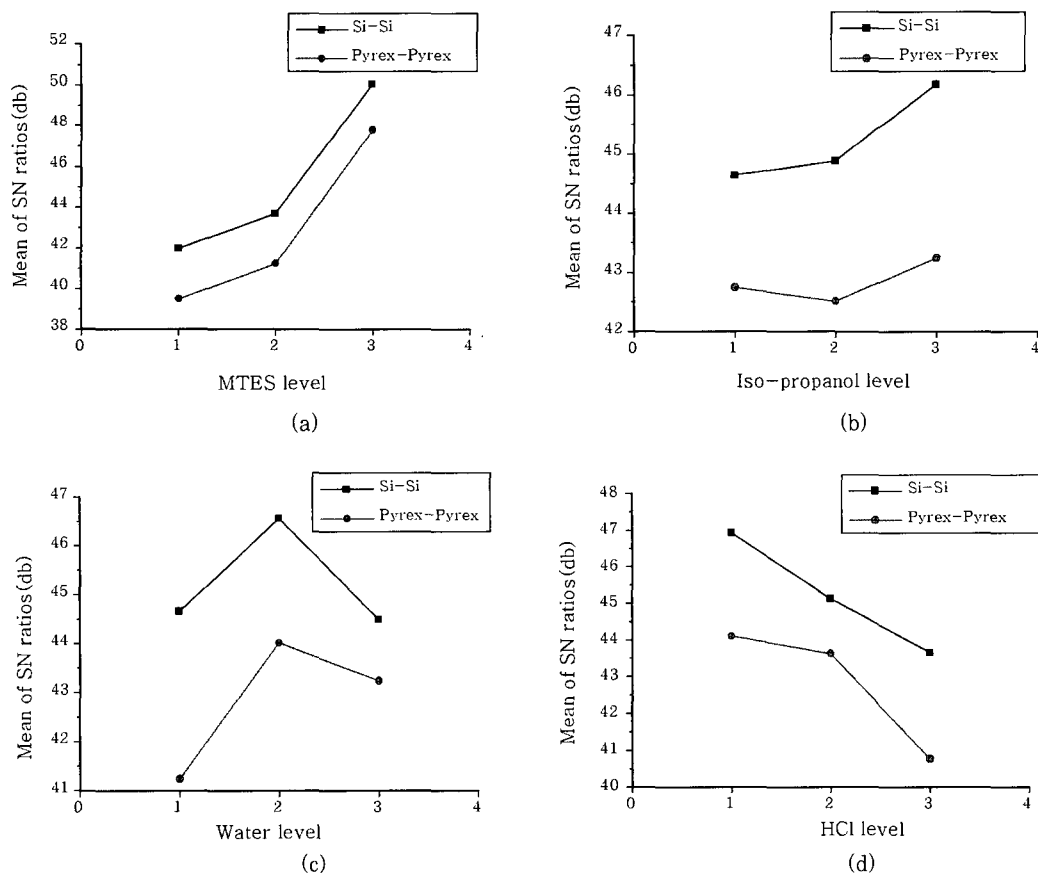 Si-Si
Pyrex-Pyrex
52
50
48
46
44
42
40
38
Mean of SN ratios(db)
0 1 2 3 4
MTES level
(a)
Si-Si
Pyrex-Pyrex
47
46
45
44
43
42
Mean of SN ratios(db)
0 1 2 3 4
Iso-propanol level
(b)
Si-Si
Pyrex-Pyrex
47
46
45
44
43
42
41
Mean of SN ratios(db)
0 1 2 3 4
Water level
(c)
Si-Si
Pyrex-Pyrex
48
47
46
45
44
43
42
41
40
Mean of SN ratios(db)
0 1 2 3 4
HCl level
(d)